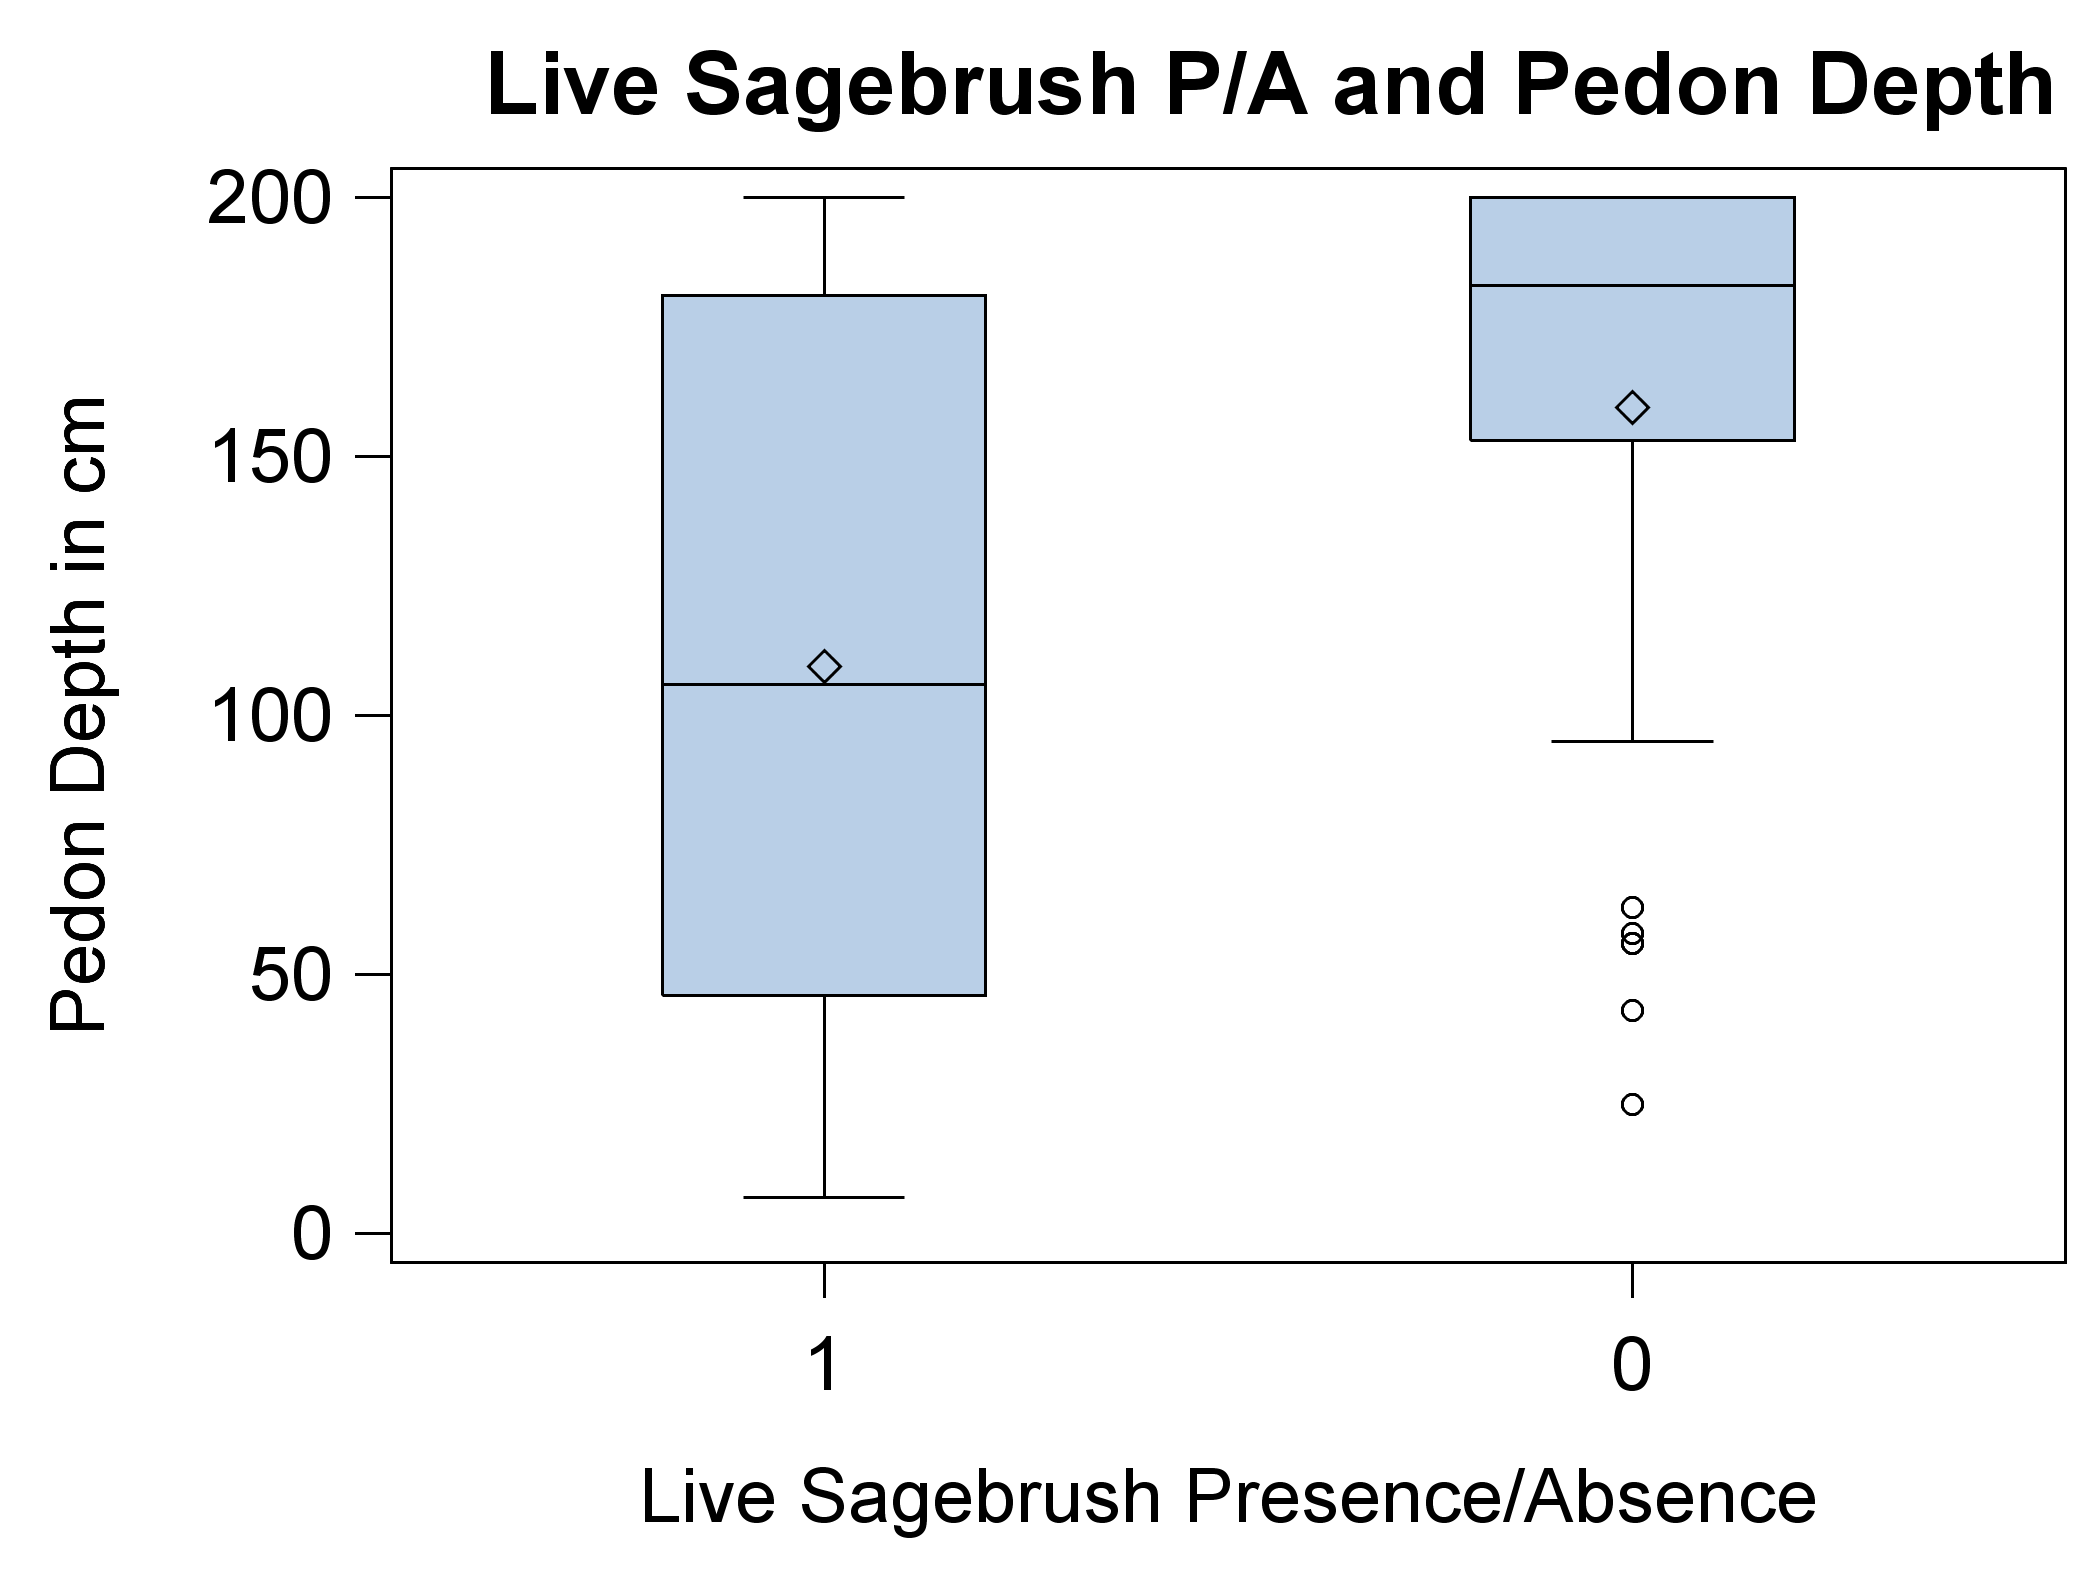 Live Sagebrush P/A and Pedon Depth
Pedon Depth in cm
200
150
100
50
0
1
0
Live Sagebrush Presence/Absence